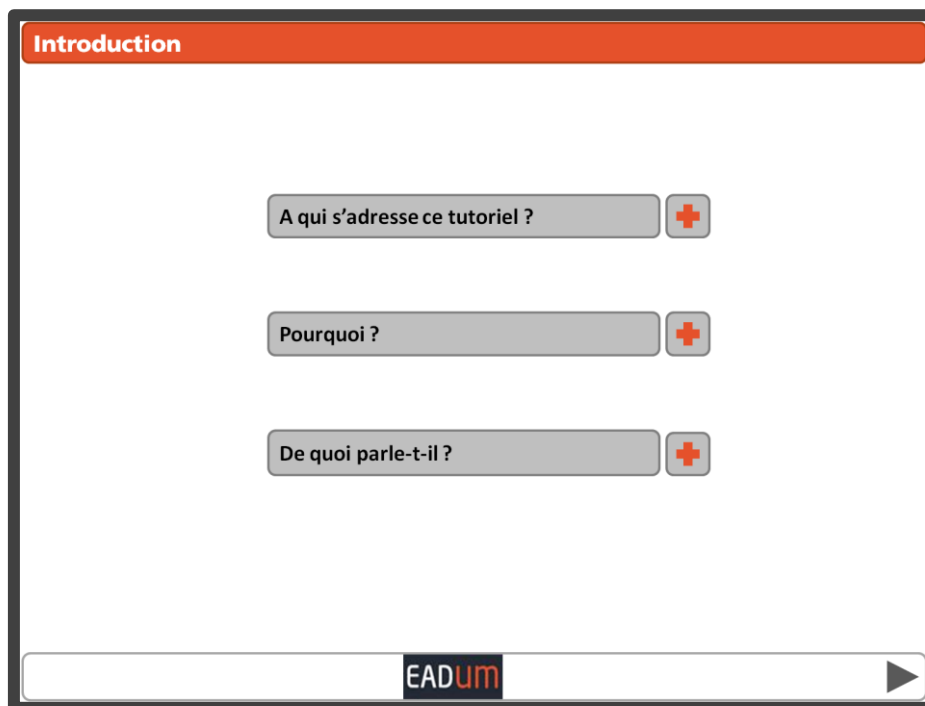 Introduction
A qui s'adresse ce tutoriel ?
Pourquoi ?
De quoi parle-t-il ?
EADum